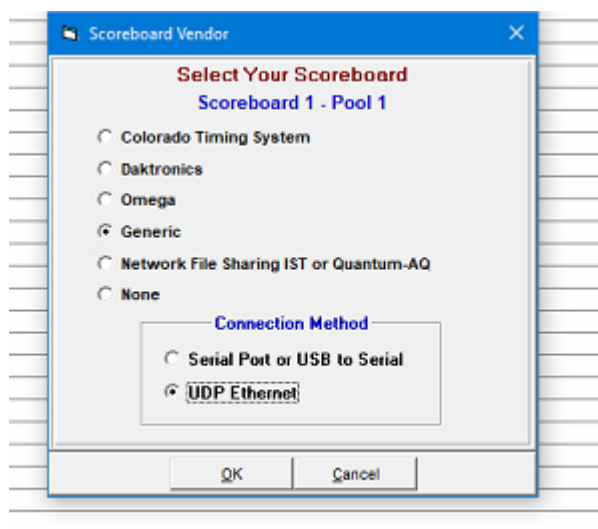 Scoreboard Vendor
Select Your Scoreboard
Scoreboard 1 - Pool 1
Colorado Timing System
Daktronics
Omega
Generic
Network File Sharing IST or Quantum-AQ
None
Connection Method
Serial Port or USB to Serial
UDP Ethernet
OK Cancel